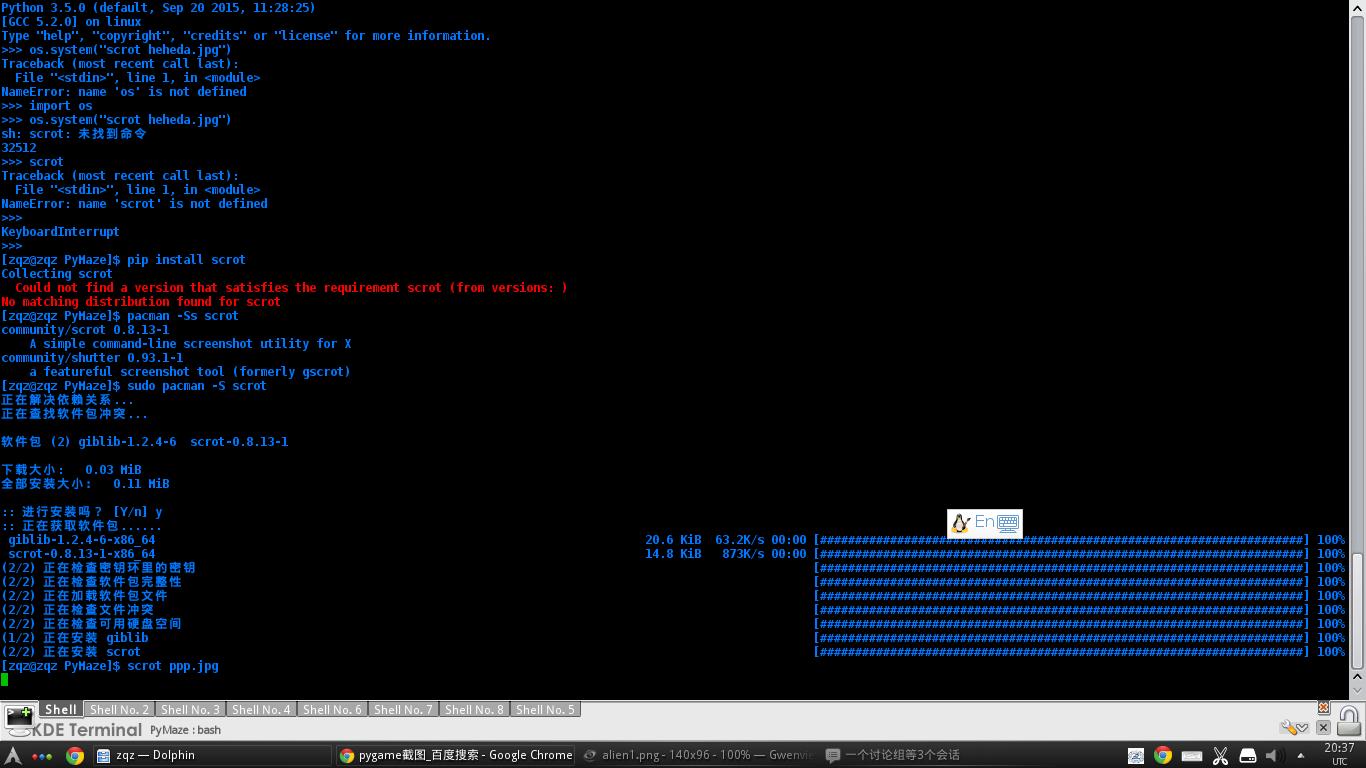 Python 3.5.0 (default, Sep 20 2015, 11:28:25)
[GCC 5.2.0] on linux
Type "help", "copyright", "credits" or "license" for more information.
>>> os.system("scrot heheda.jpg")
Traceback (most recent call last):
  File "<stdin>", line 1, in <module>
NameError: name 'os' is not defined
>>> import os
>>> os.system("scrot heheda.jpg")
sh: scrot: 未找到命令
32512
>>> scrot
Traceback (most recent call last):
  File "<stdin>", line 1, in <module>
NameError: name 'scrot' is not defined
>>>
KeyboardInterrupt
>>>
[zqz@zqz PyMaze]$ pip install scrot
Collecting scrot
  Could not find a version that satisfies the requirement scrot (from versions: )
No matching distribution found for scrot
[zqz@zqz PyMaze]$ pacman -Ss scrot
community/scrot 0.8.13-1
    A simple command-line screenshot utility for X
community/shutter 0.93.1-1
    a featureful screenshot tool (formerly gscrot)
[zqz@zqz PyMaze]$ sudo pacman -S scrot
正在解决依赖关系...
正在查找软件包冲突...
软件包 (2) giblib-1.2.4-6  scrot-0.8.13-1
下载大小:   0.03 MiB
全部安装大小:   0.11 MiB
:: 进行安装吗？ [Y/n] y
:: 正在获取软件包......
 giblib-1.2.4-6-x86_64 20.6 KiB  63.2K/s 00:00 [######################################################################] 100%
 scrot-0.8.13-1-x86_64 14.8 KiB   873K/s 00:00 [######################################################################] 100%
(2/2) 正在检查密钥环里的密钥 [######################################################################] 100%
(2/2) 正在检查软件包完整性 [######################################################################] 100%
(2/2) 正在加载软件包文件 [######################################################################] 100%
(2/2) 正在检查文件冲突 [######################################################################] 100%
(2/2) 正在检查可用硬盘空间 [######################################################################] 100%
(1/2) 正在安装 giblib [######################################################################] 100%
(2/2) 正在安装 scrot [######################################################################] 100%
[zqz@zqz PyMaze]$ scrot ppp.jpg
En
Shell Shell No. 2 Shell No. 3 Shell No. 4 Shell No. 6 Shell No. 7 Shell No. 8 Shell No. 5
KDE Terminal PyMaze : bash
zqz — Dolphin pygame截图_百度搜索 - Google Chrome alien1.png - 140x96 - 100% — Gwenvie 一个讨论组等3个会话 20:37
UTC